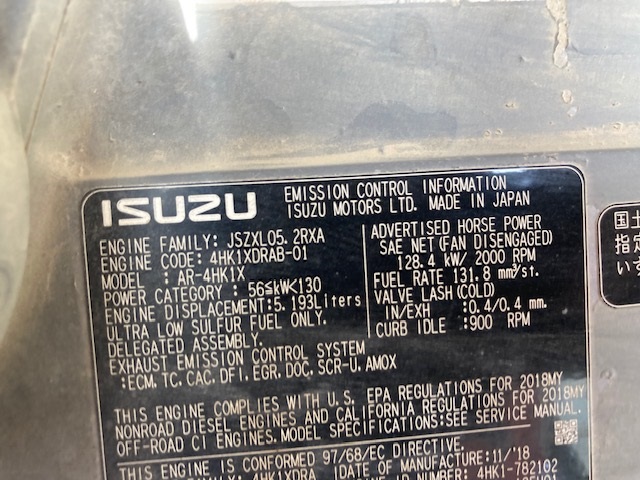 ISUZU
EMISSION CONTROL INFORMATION
ISUZU MOTORS LTD. MADE IN JAPAN
ENGINE FAMILY: JSZXL05.2RXA
ENGINE CODE: 4HK1XDRAB-01
MODEL : AR-4HK1X
POWER CATEGORY : 56≦kW<130
ENGINE DISPLACEMENT:5.193Liters
ULTRA LOW SULFUR FUEL ONLY.
DELEGATED ASSEMBLY.
EXHAUST EMISSION CONTROL SYSTEM
:ECM, TC, CAC, DFI, EGR, DOC, SCR-U, AMOX
ADVERTISED HORSE POWER
SAE NET (FAN DISENGAGED)
128.4 kW/ 2000 RPM
FUEL RATE 131.8 mm³/st.
VALVE LASH(COLD)
IN/EXH :0.4/0.4 mm.
CURB IDLE :900 RPM
THIS ENGINE COMPLIES WITH U.S. EPA REGULATIONS FOR 2018MY
NONROAD DIESEL ENGINES AND CALIFORNIA REGULATIONS FOR 2018MY
OFF-ROAD CI ENGINES. MODEL SPECIFICATIONS:SEE SERVICE MANUAL.
THIS ENGINE IS CONFORMED 97/68/EC DIRECTIVE.
FAMILY: 4HK1XDRA DATE OF MANUFACTURE:11/'18
ID NUMBER: 4HK1-782102
国土
指定
いす